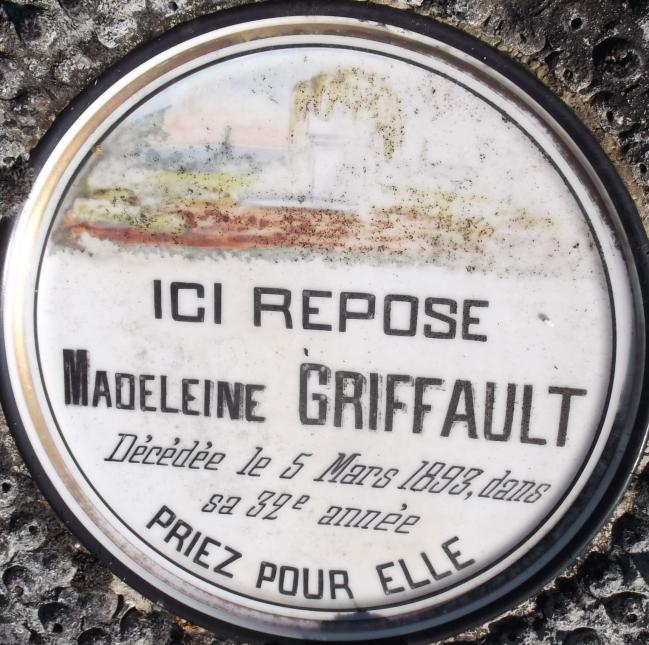 ICI REPOSE
MADELEINE GRIFFAULT
Décédée le 5 Mars 1893, dans
sa 32e année
PRIEZ POUR ELLE